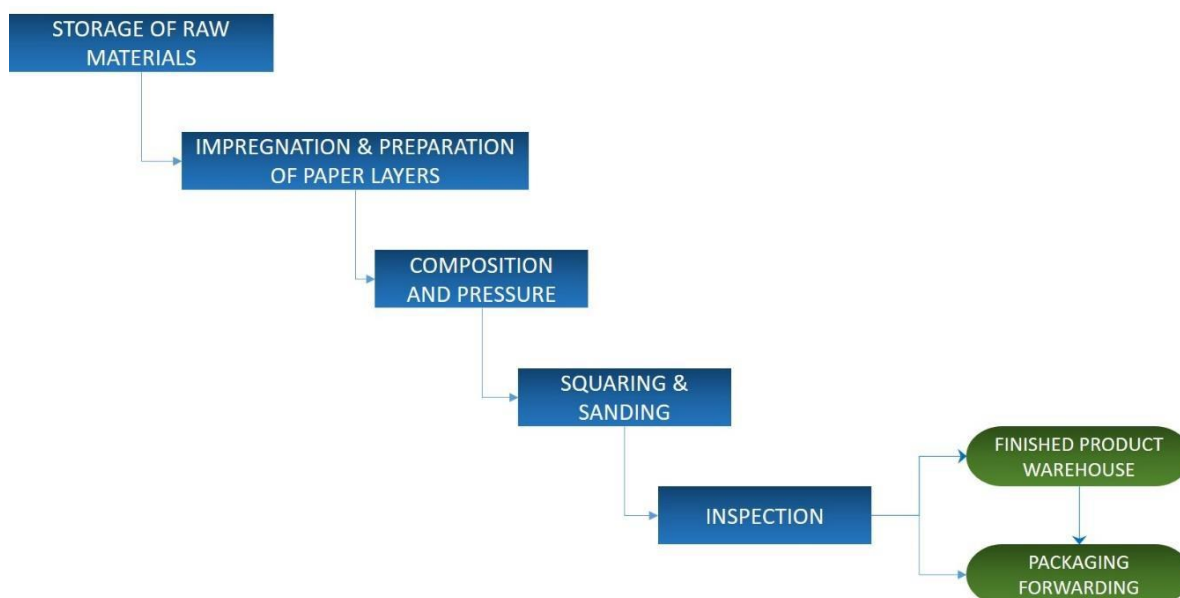 STORAGE OF RAW
MATERIALS
IMPREGNATION & PREPARATION
OF PAPER LAYERS
COMPOSITION
AND PRESSURE
SQUARING &
SANDING
FINISHED PRODUCT
WAREHOUSE
INSPECTION
PACKAGING
FORWARDING